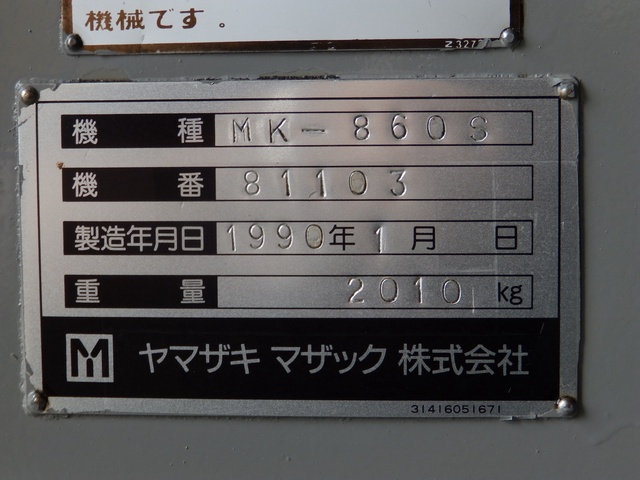 機械です。
Z327
機種 MK-860S
機番 81103
製造年月日 1990年1月 日
重量 2010 kg
M ヤマザキ マザック 株式会社
31416051671